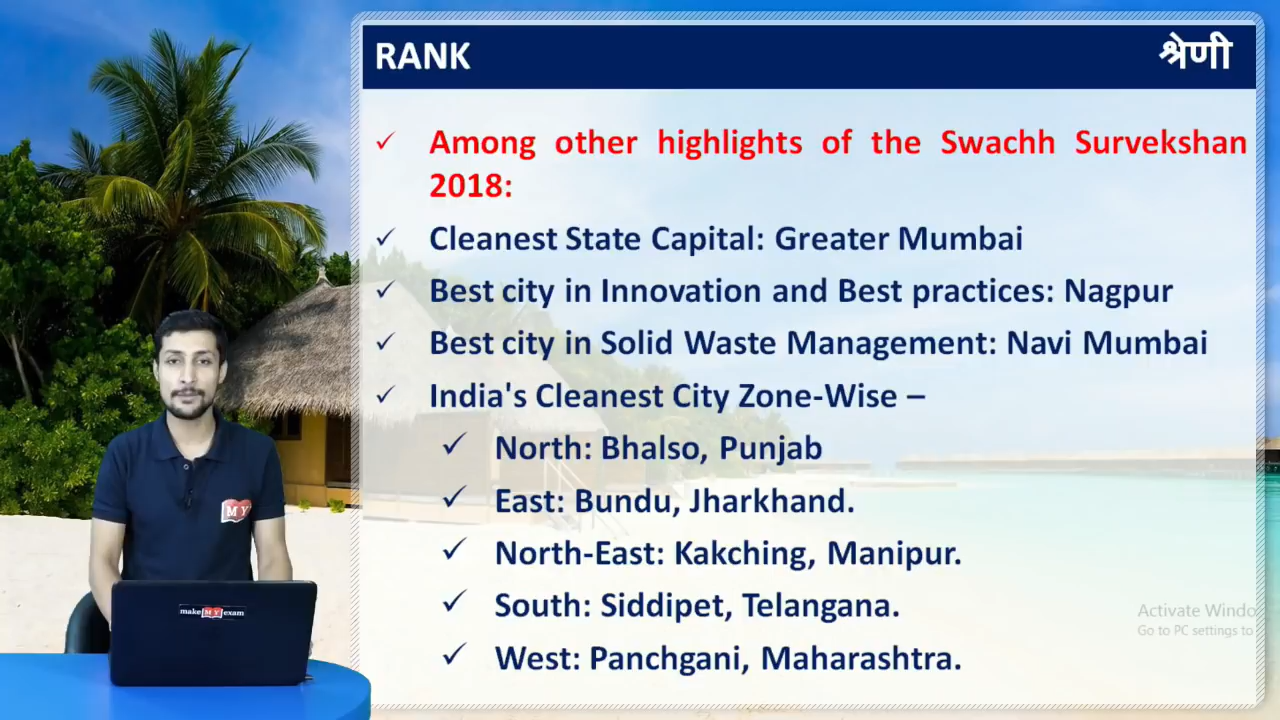 RANK श्रेणी
Among other highlights of the Swachh Survekshan
2018:
Cleanest State Capital: Greater Mumbai
Best city in Innovation and Best practices: Nagpur
Best city in Solid Waste Management: Navi Mumbai
India's Cleanest City Zone-Wise –
North: Bhalso, Punjab
East: Bundu, Jharkhand.
North-East: Kakching, Manipur.
South: Siddipet, Telangana.
West: Panchgani, Maharashtra.
M Y
make MY exam
Activate Windo
Go to PC settings to